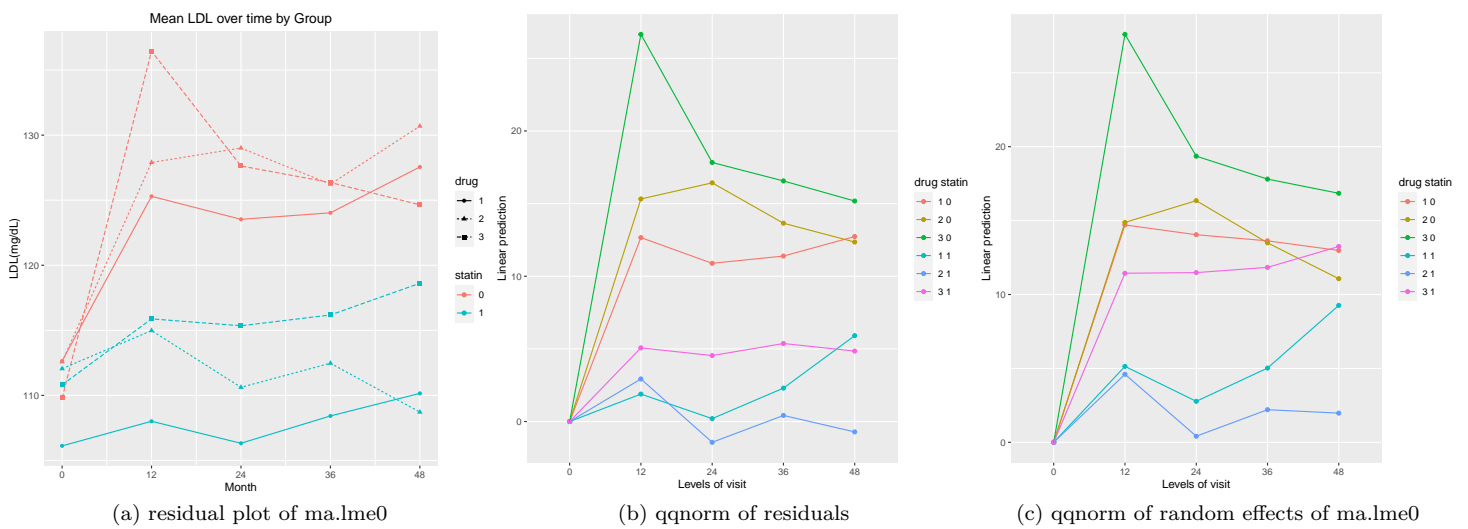 Mean LDL over time by Group
LDL(mg/dL)
130
120
110
0
12
24
36
48
Month
drug
1
2
3
statin
0
1
(a) residual plot of ma.lme0
Linear prediction
20
10
0
0
12
24
36
48
Levels of visit
drug statin
1 0
2 0
3 0
1 1
2 1
3 1
(b) qqnorm of residuals
Linear prediction
20
10
0
0
12
24
36
48
Levels of visit
drug statin
1 0
2 0
3 0
1 1
2 1
3 1
(c) qqnorm of random effects of ma.lme0